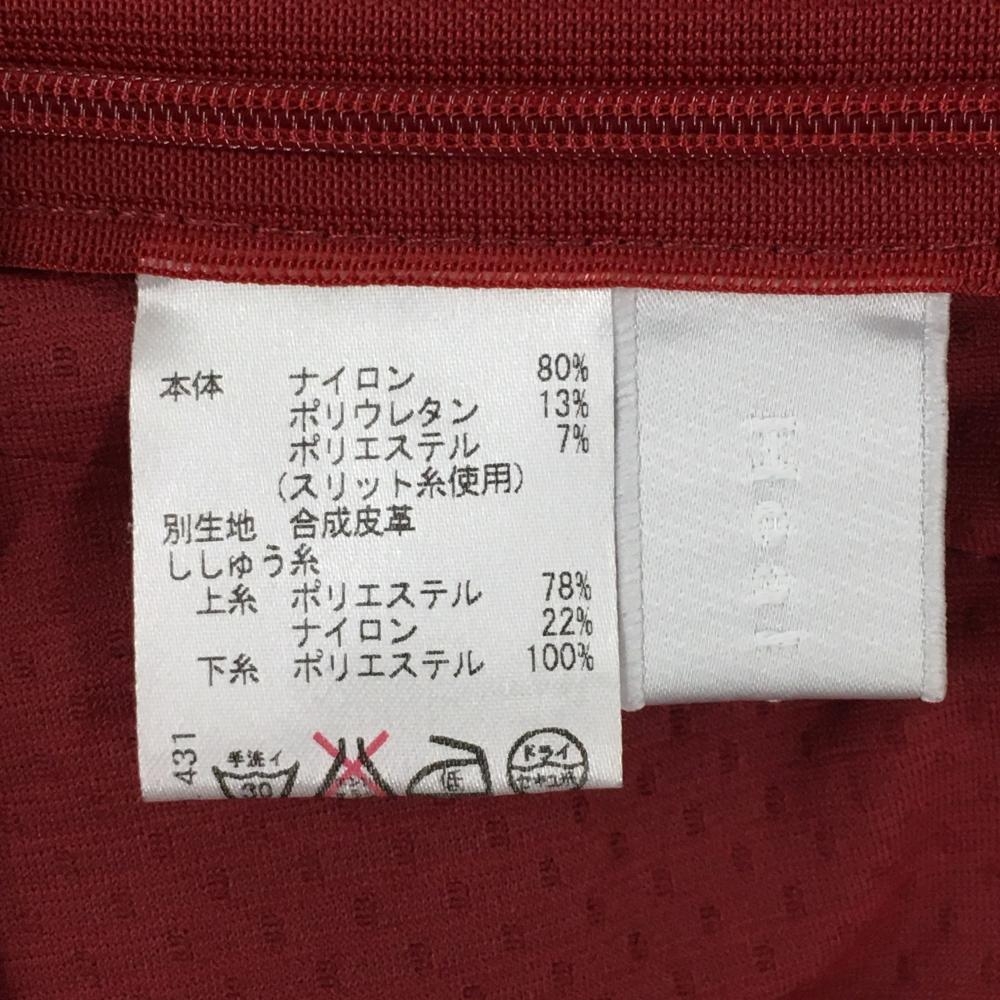 本体 ナイロン 80%
ポリウレタン 13%
ポリエステル 7%
(スリット糸使用)
別生地 合成皮革
ししゅう糸
上糸 ポリエステル 78%
ナイロン 22%
下糸 ポリエステル 100%
431
手洗イ 30
低
ドライ